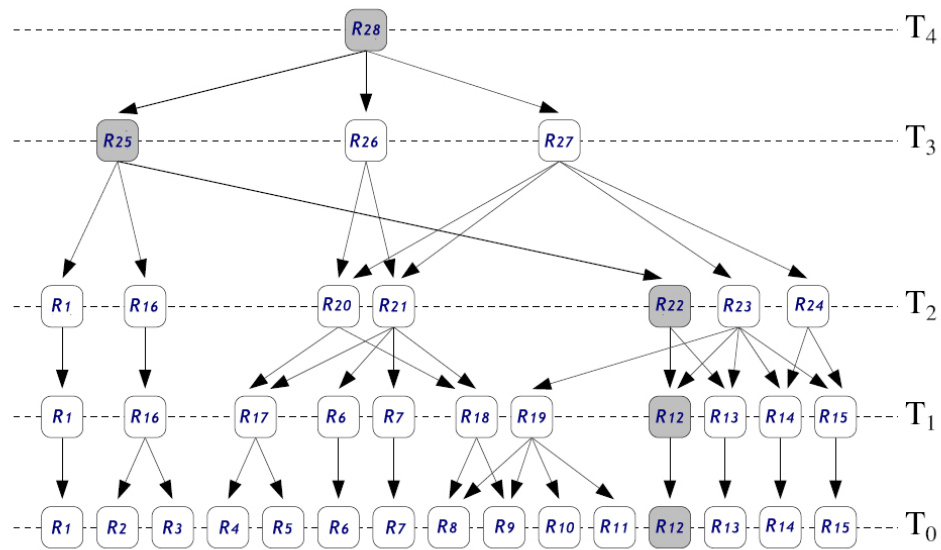 R28 T4
R25 R26 R27 T3
R1 R16 R20 R21 R22 R23 R24 T2
R1 R16 R17 R6 R7 R18 R19 R12 R13 R14 R15 T1
R1 R2 R3 R4 R5 R6 R7 R8 R9 R10 R11 R12 R13 R14 R15 T0